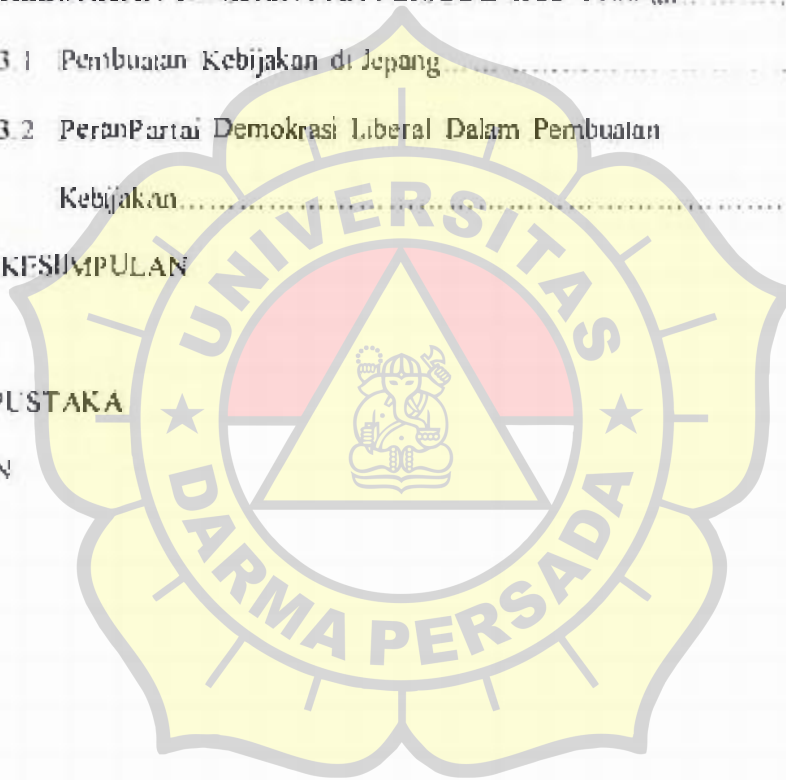 3.1 Pembuatan Kebijakan di Jepang
3.2 PeranPartai Demokrasi Liberal Dalam Pembuatan
Kebijakan
KESIMPULAN
PUSTAKA
N
UNIVERSITAS
DARMA PERSADA